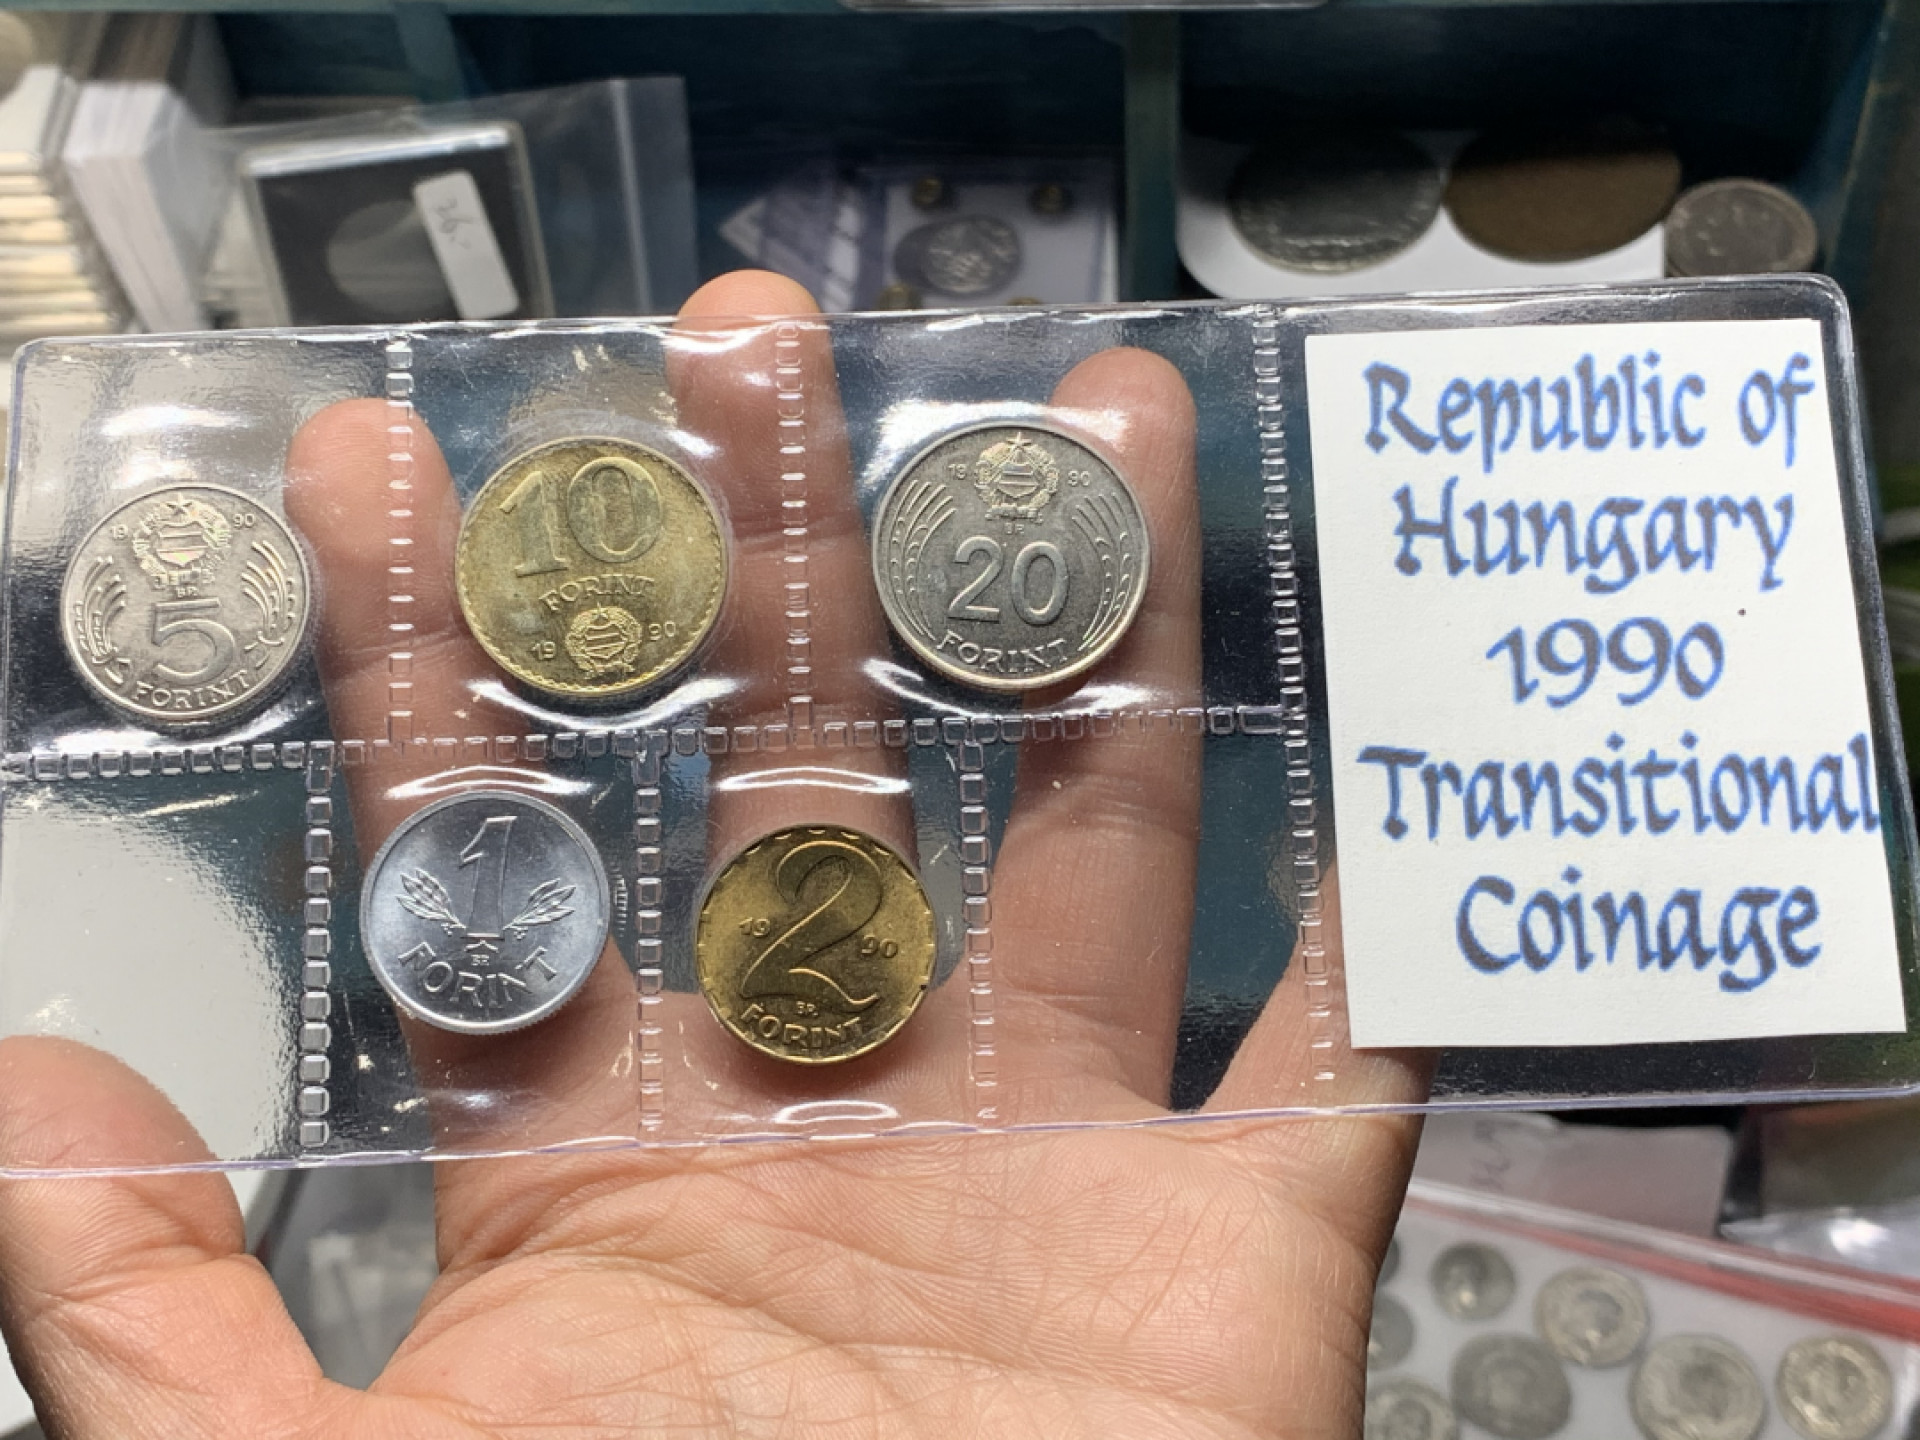 Republic of
Hungary
1990
Transitional
Coinage
19 90
BP.
5
FORINT
10
FORINT
19 90
BP.
19 90
BP.
20
FORINT
1
BP.
FORINT
19 2 90
BP.
FORINT